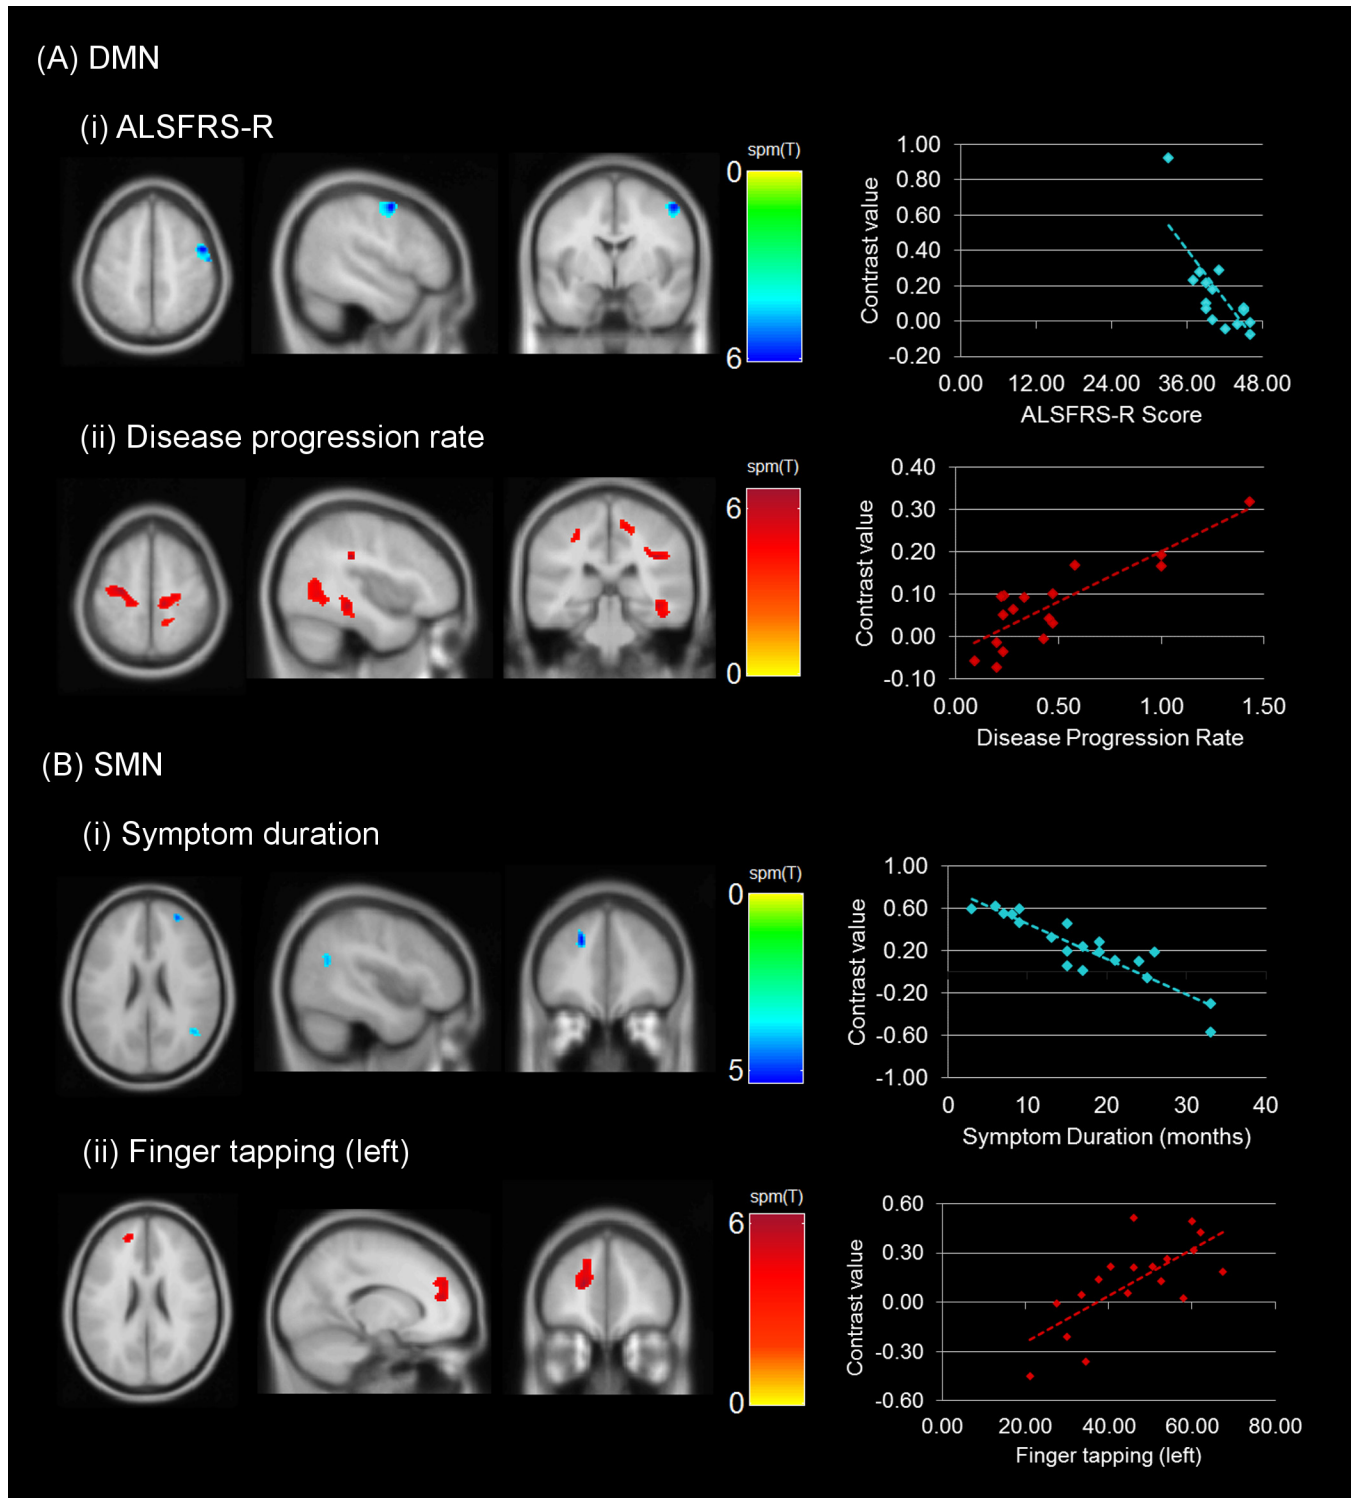 (A) DMN
(i) ALSFRS-R
spm(T)
0
6
1.00
0.80
0.60
0.40
0.20
0.00
-0.20
Contrast value
0.00 12.00 24.00 36.00 48.00
ALSFRS-R Score
(ii) Disease progression rate
spm(T)
6
0
0.40
0.30
0.20
0.10
0.00
-0.10
Contrast value
0.00 0.50 1.00 1.50
Disease Progression Rate
(B) SMN
(i) Symptom duration
spm(T)
0
5
1.00
0.60
0.20
-0.20
-0.60
-1.00
Contrast value
0 10 20 30 40
Symptom Duration (months)
(ii) Finger tapping (left)
spm(T)
6
0
0.60
0.30
0.00
-0.30
-0.60
Contrast value
0.00 20.00 40.00 60.00 80.00
Finger tapping (left)